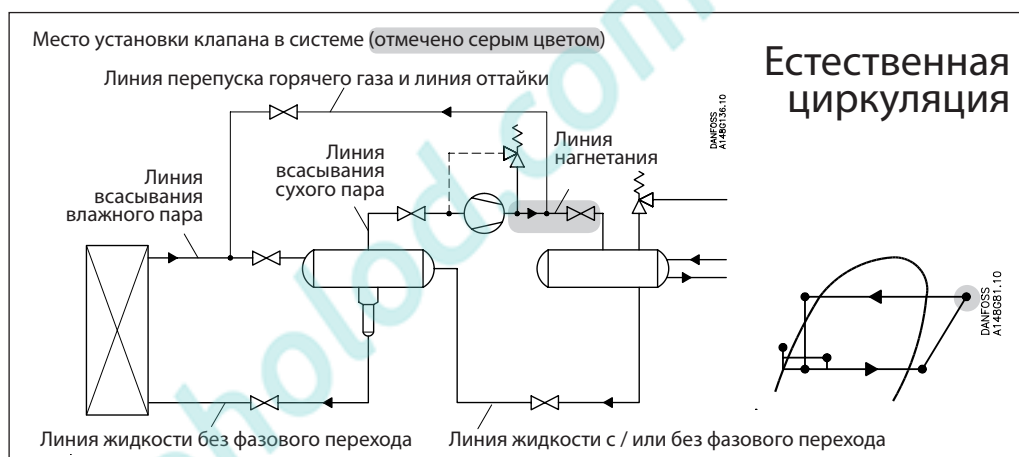 Место установки клапана в системе (отмечено серым цветом)
Естественная
циркуляция
Линия перепуска горячего газа и линия оттайки
DANFOSS
A148G136.10
Линия
нагнетания
Линия
всасывания
сухого пара
Линия
всасывания
влажного пара
DANFOSS
A148G81.10
Линия жидкости без фазового перехода
Линия жидкости с / или без фазового перехода